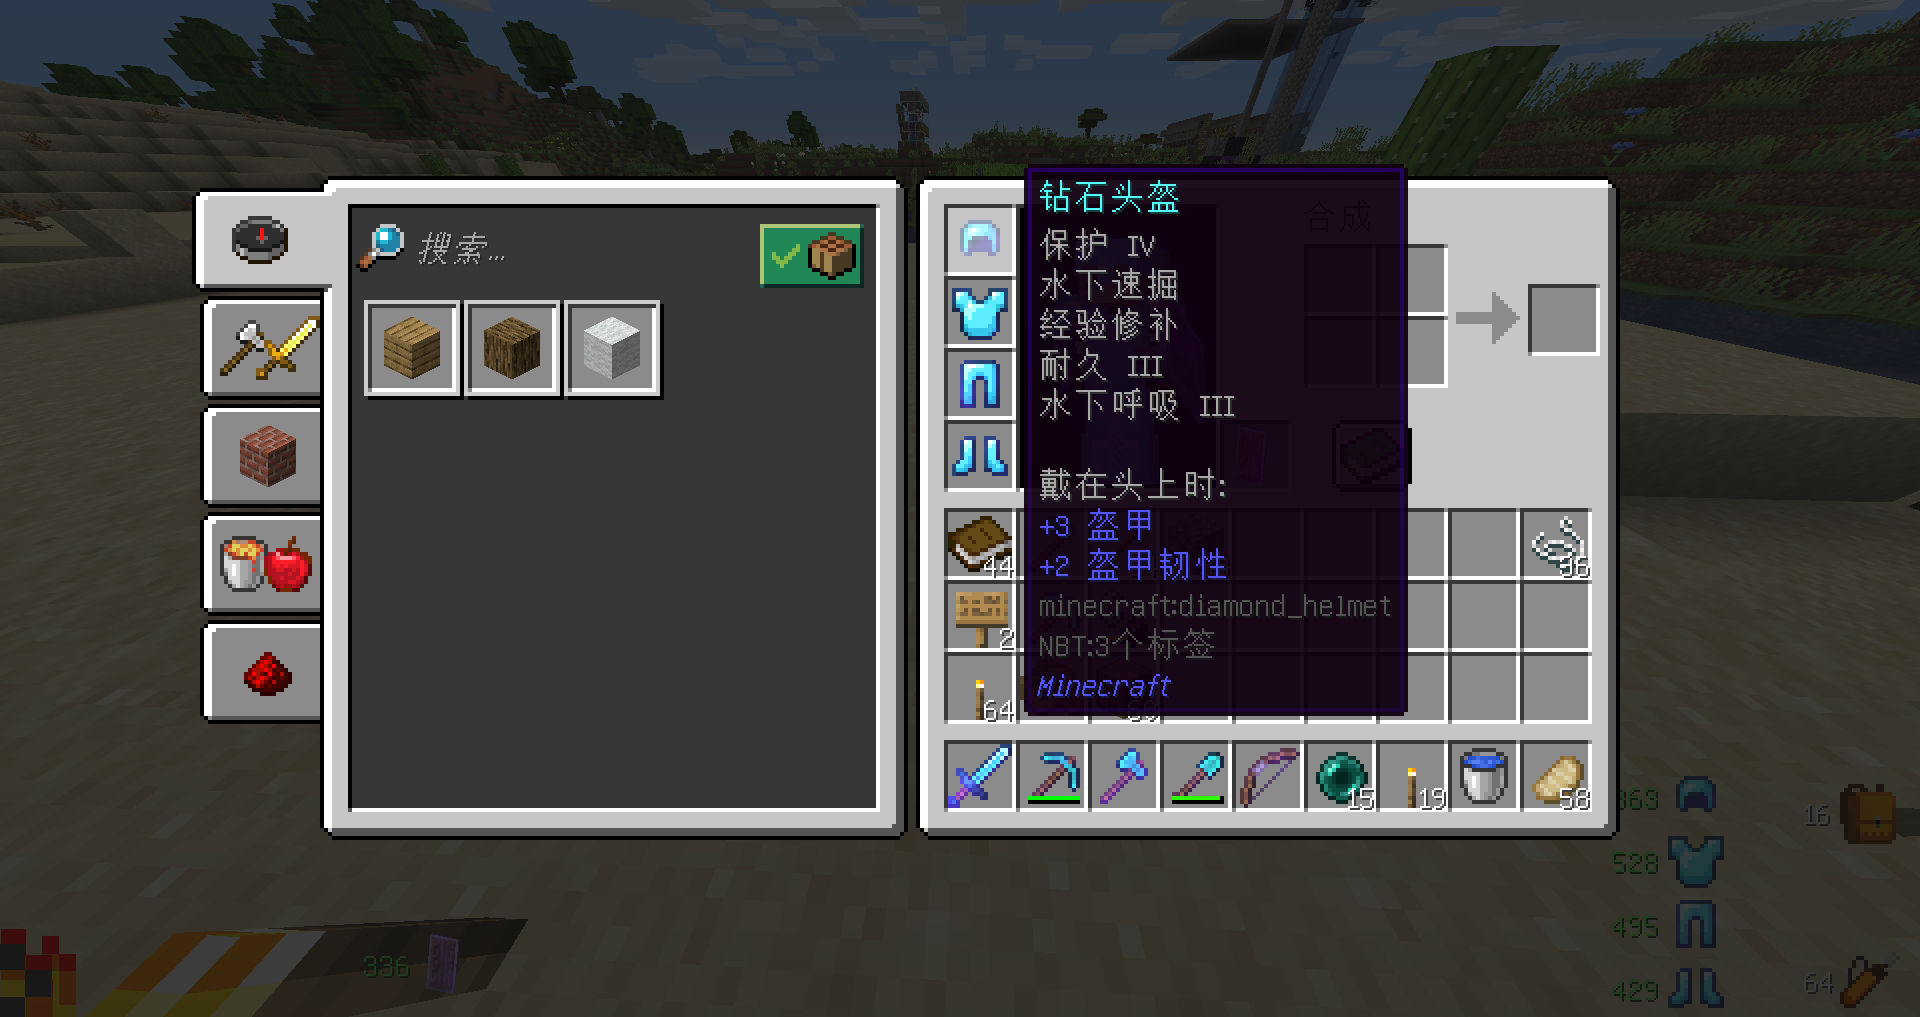 搜索...
钻石头盔
合成
保护 IV
水下速掘
经验修补
耐久 III
水下呼吸 III
戴在头上时:
+3 盔甲
+2 盔甲韧性
minecraft:diamond_helmet
NBT:3个标签
Minecraft
44
36
2
64
60
15
19
58
363
16
528
495
336
64
429